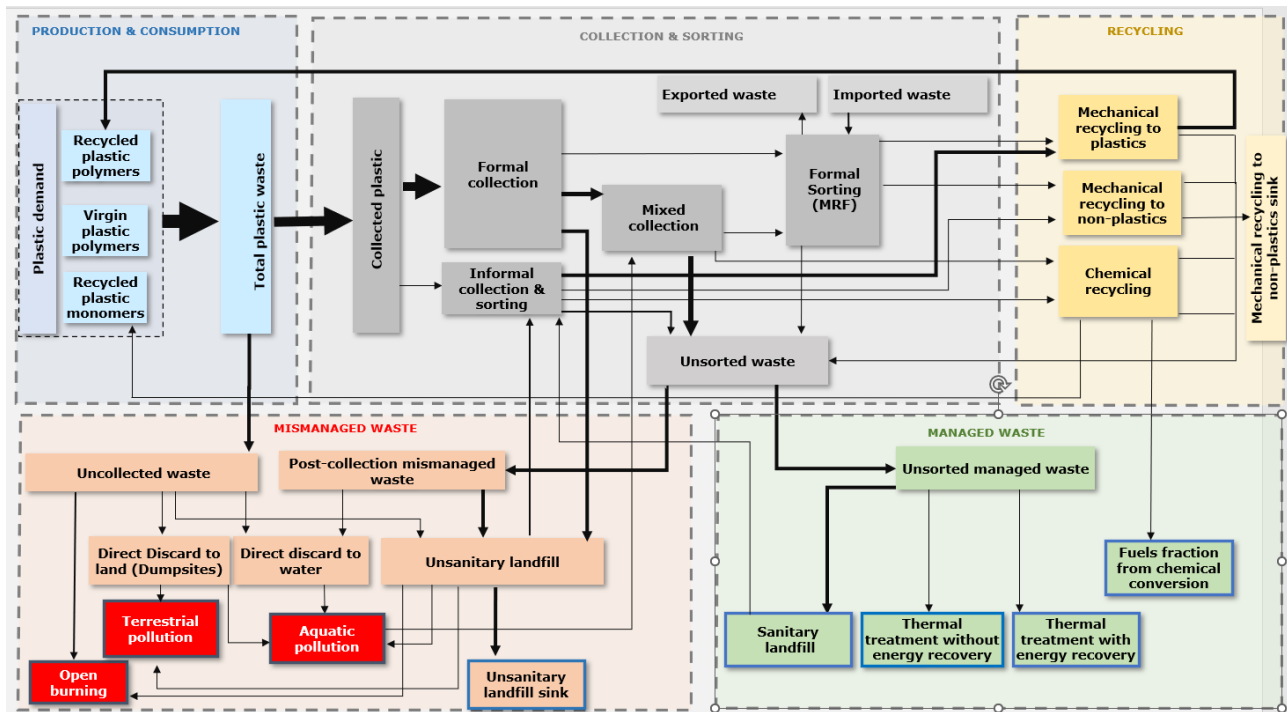 PRODUCTION & CONSUMPTION
COLLECTION & SORTING
RECYCLING
Plastic demand
Recycled
plastic
polymers
Virgin
plastic
polymers
Recycled
plastic
monomers
Total plastic waste
Collected plastic
Formal
collection
Informal
collection &
sorting
Mixed
collection
Exported waste
Imported waste
Formal
Sorting
(MRF)
Unsorted waste
Mechanical
recycling to
plastics
Mechanical
recycling to
non-plastics
Chemical
recycling
Mechanical recycling to
non-plastics sink
MISMANAGED WASTE
Uncollected waste
Post-collection mismanaged
waste
Direct Discard to
land (Dumpsites)
Direct discard to
water
Unsanitary landfill
Terrestrial
pollution
Aquatic
pollution
Open
burning
Unsanitary
landfill sink
MANAGED WASTE
Unsorted managed waste
Fuels fraction
from chemical
conversion
Sanitary
landfill
Thermal
treatment without
energy recovery
Thermal
treatment with
energy recovery